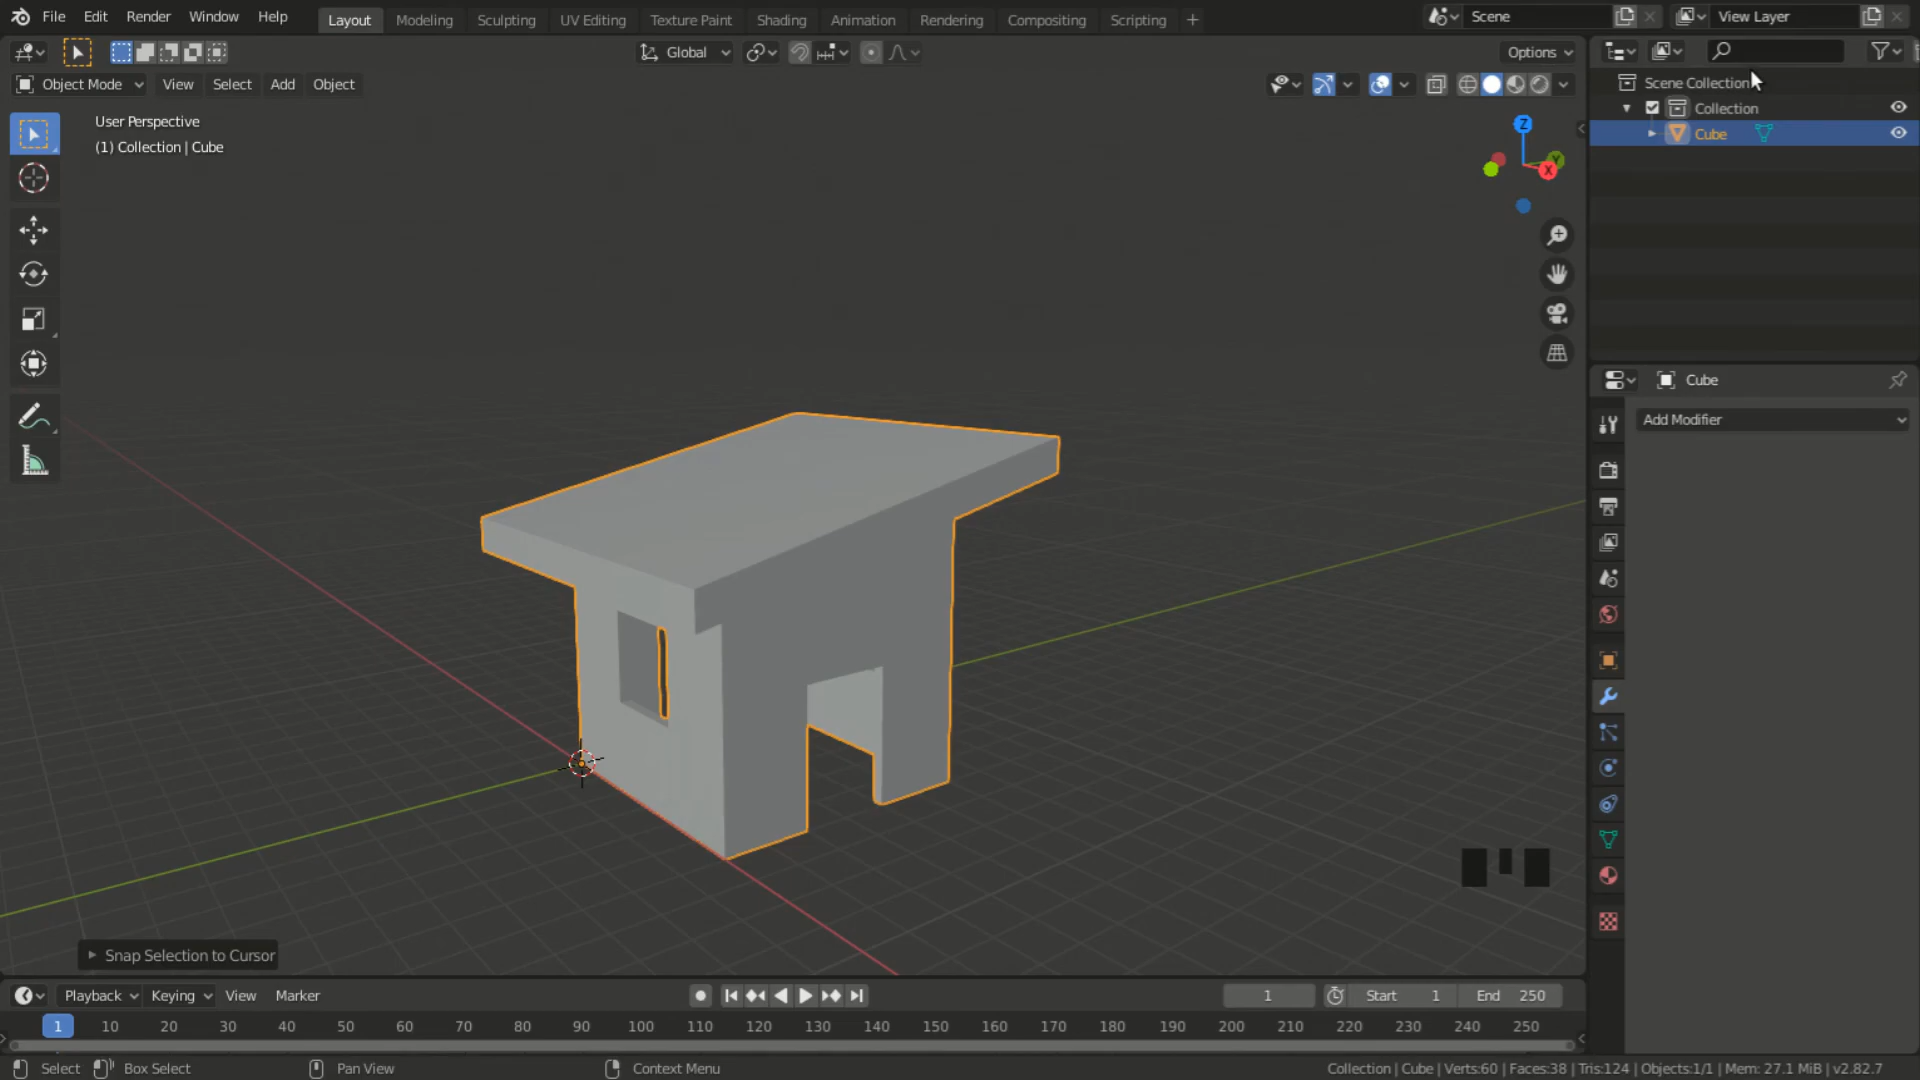 File Edit Render Window Help Layout Modeling Sculpting UV Editing Texture Paint Shading Animation Rendering Compositing Scripting + Scene View Layer
Global Options
Object Mode View Select Add Object
User Perspective
(1) Collection | Cube
Z
Y
X
Scene Collection
Collection
Cube
Cube
Add Modifier
Snap Selection to Cursor
Playback Keying View Marker 1 Start 1 End 250
1 10 20 30 40 50 60 70 80 90 100 110 120 130 140 150 160 170 180 190 200 210 220 230 240 250
Select Box Select Pan View Context Menu Collection | Cube | Verts:60 | Faces:38 | Tris:124 | Objects:1/1 | Mem: 27.1 MiB | v2.82.7